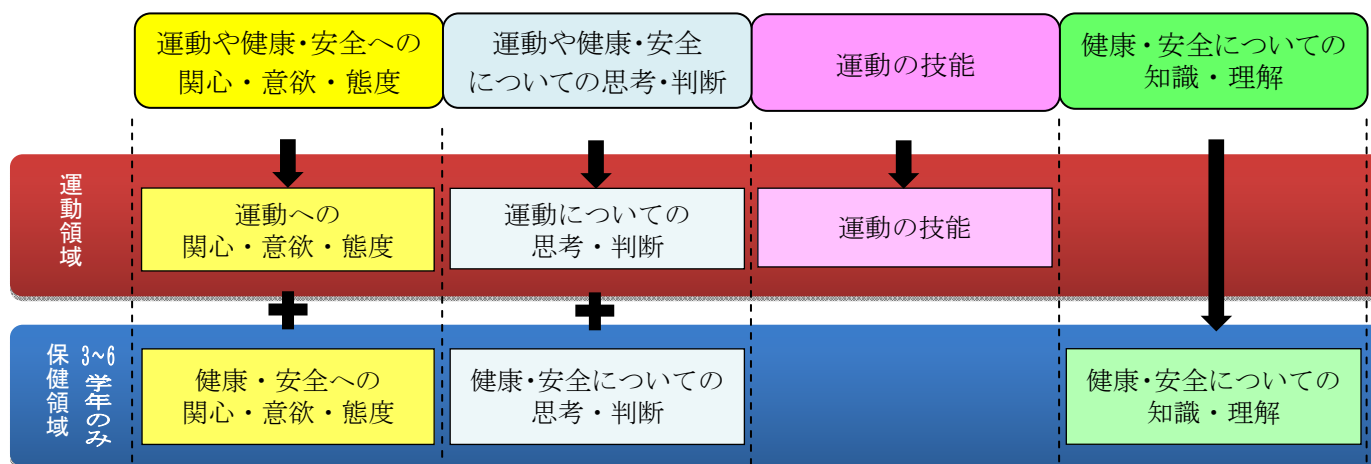 運動や健康・安全への
関心・意欲・態度
運動や健康・安全
についての思考・判断
運動の技能
健康・安全についての
知識・理解
運動領域
運動への
関心・意欲・態度
運動についての
思考・判断
運動の技能
保健領域
3~6学年のみ
健康・安全への
関心・意欲・態度
健康・安全についての
思考・判断
健康・安全についての
知識・理解